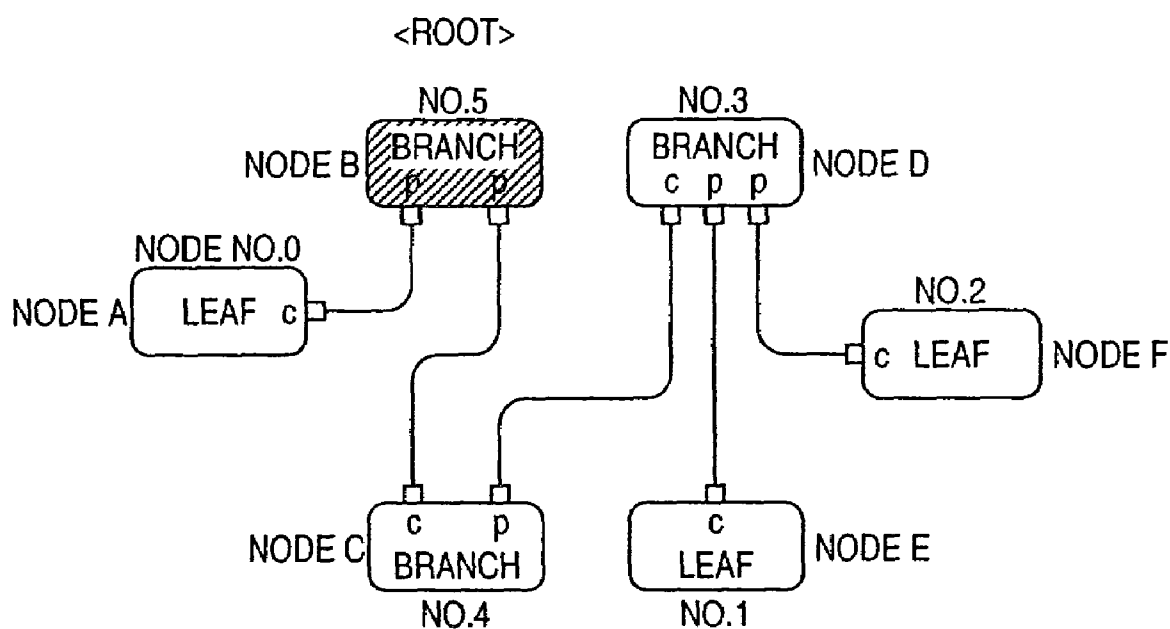 <ROOT>
NO.5
NODE B
BRANCH
p p
NO.3
BRANCH
c p p
NODE D
NODE NO.0
NODE A
LEAF c
NO.2
c LEAF
NODE F
NODE C
c p
BRANCH
NO.4
c
LEAF
NODE E
NO.1